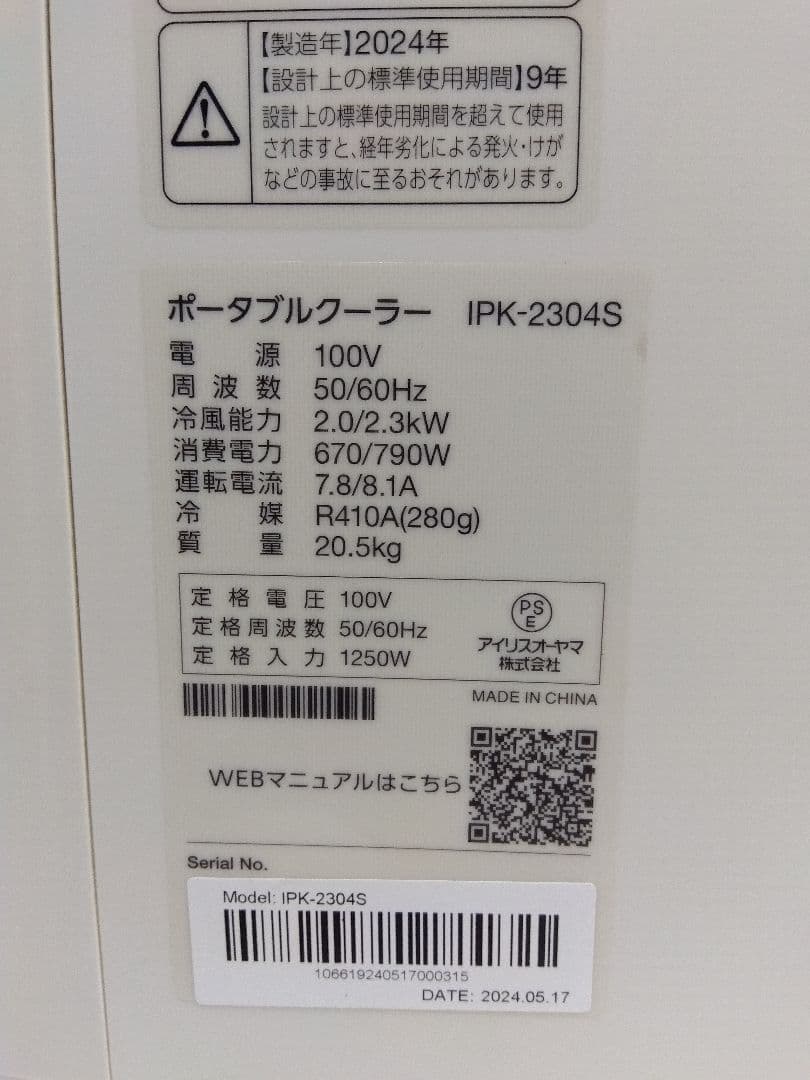 【製造年】2024年
【設計上の標準使用期間】9年
設計上の標準使用期間を超えて使用
されますと、経年劣化による発火・けが
などの事故に至るおそれがあります。
ポータブルクーラー IPK-2304S
電源 100V
周波数 50/60Hz
冷風能力 2.0/2.3kW
消費電力 670/790W
運転電流 7.8/8.1A
冷媒 R410A(280g)
質量 20.5kg
定格電圧 100V
定格周波数 50/60Hz
定格入力 1250W
PS
E
アイリスオーヤマ
株式会社
MADE IN CHINA
WEBマニュアルはこちら
Serial No.
Model: IPK-2304S
106619240517000315
DATE: 2024.05.17